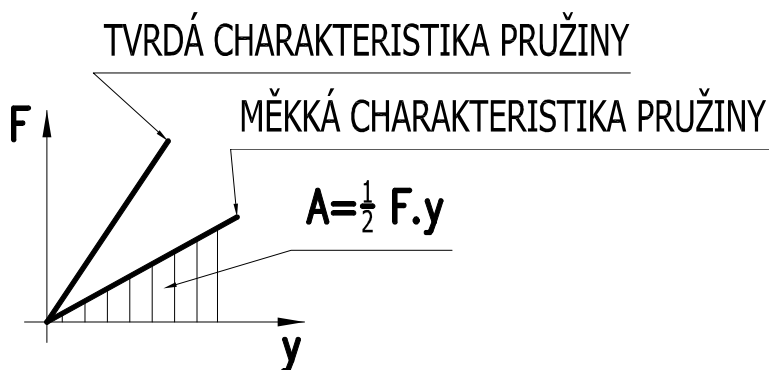 TVRDÁ CHARAKTERISTIKA PRUŽINY
MĚKKÁ CHARAKTERISTIKA PRUŽINY
F
A=½ F.y
y